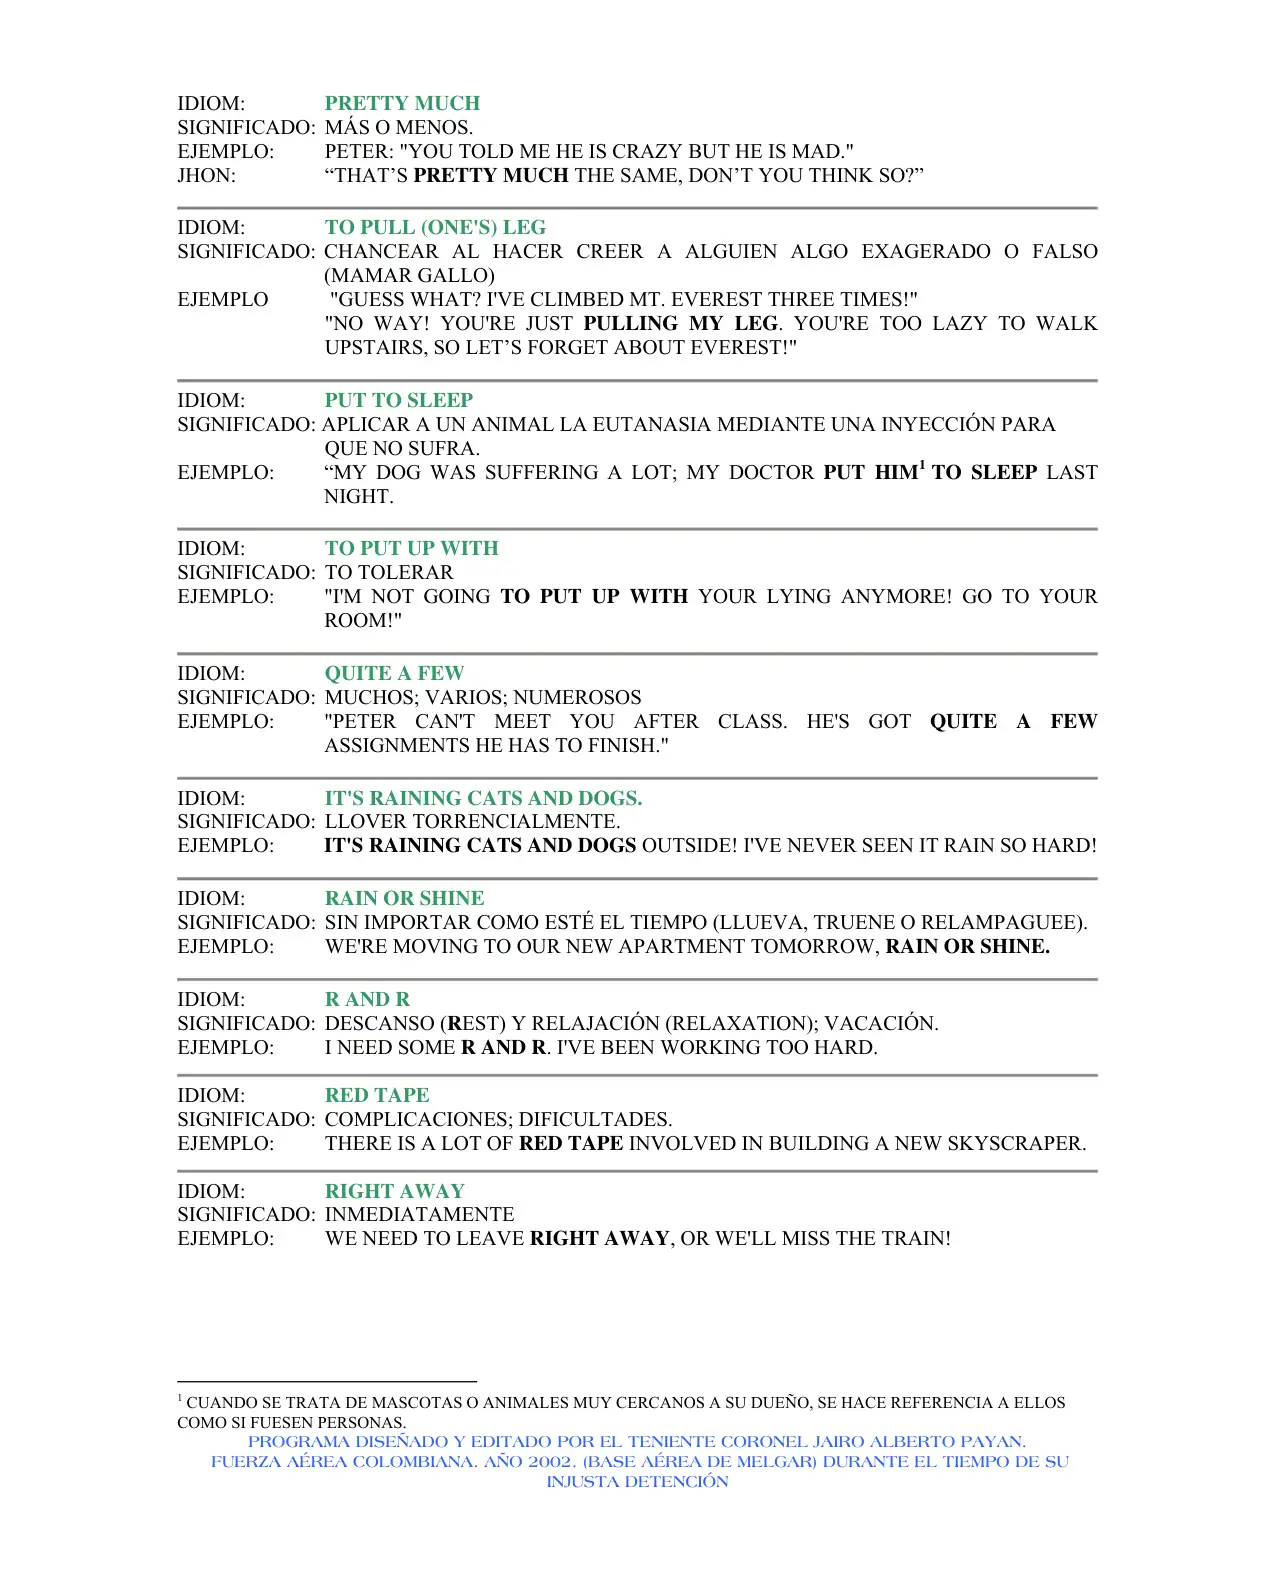 IDIOM: PRETTY MUCH
SIGNIFICADO: MÁS O MENOS.
EJEMPLO: PETER: "YOU TOLD ME HE IS CRAZY BUT HE IS MAD."
JHON: “THAT’S PRETTY MUCH THE SAME, DON’T YOU THINK SO?”
IDIOM: TO PULL (ONE'S) LEG
SIGNIFICADO: CHANCEAR AL HACER CREER A ALGUIEN ALGO EXAGERADO O FALSO
(MAMAR GALLO)
EJEMPLO "GUESS WHAT? I'VE CLIMBED MT. EVEREST THREE TIMES!"
"NO WAY! YOU'RE JUST PULLING MY LEG. YOU'RE TOO LAZY TO WALK
UPSTAIRS, SO LET’S FORGET ABOUT EVEREST!"
IDIOM: PUT TO SLEEP
SIGNIFICADO: APLICAR A UN ANIMAL LA EUTANASIA MEDIANTE UNA INYECCIÓN PARA
QUE NO SUFRA.
EJEMPLO: “MY DOG WAS SUFFERING A LOT; MY DOCTOR PUT HIM¹ TO SLEEP LAST
NIGHT.
IDIOM: TO PUT UP WITH
SIGNIFICADO: TO TOLERAR
EJEMPLO: "I'M NOT GOING TO PUT UP WITH YOUR LYING ANYMORE! GO TO YOUR
ROOM!"
IDIOM: QUITE A FEW
SIGNIFICADO: MUCHOS; VARIOS; NUMEROSOS
EJEMPLO: "PETER CAN'T MEET YOU AFTER CLASS. HE'S GOT QUITE A FEW
ASSIGNMENTS HE HAS TO FINISH."
IDIOM: IT'S RAINING CATS AND DOGS.
SIGNIFICADO: LLOVER TORRENCIALMENTE.
EJEMPLO: IT'S RAINING CATS AND DOGS OUTSIDE! I'VE NEVER SEEN IT RAIN SO HARD!
IDIOM: RAIN OR SHINE
SIGNIFICADO: SIN IMPORTAR COMO ESTÉ EL TIEMPO (LLUEVA, TRUENE O RELAMPAGUEE).
EJEMPLO: WE'RE MOVING TO OUR NEW APARTMENT TOMORROW, RAIN OR SHINE.
IDIOM: R AND R
SIGNIFICADO: DESCANSO (REST) Y RELAJACIÓN (RELAXATION); VACACIÓN.
EJEMPLO: I NEED SOME R AND R. I'VE BEEN WORKING TOO HARD.
IDIOM: RED TAPE
SIGNIFICADO: COMPLICACIONES; DIFICULTADES.
EJEMPLO: THERE IS A LOT OF RED TAPE INVOLVED IN BUILDING A NEW SKYSCRAPER.
IDIOM: RIGHT AWAY
SIGNIFICADO: INMEDIATAMENTE
EJEMPLO: WE NEED TO LEAVE RIGHT AWAY, OR WE'LL MISS THE TRAIN!
¹ CUANDO SE TRATA DE MASCOTAS O ANIMALES MUY CERCANOS A SU DUEÑO, SE HACE REFERENCIA A ELLOS
COMO SI FUESEN PERSONAS.
PROGRAMA DISEÑADO Y EDITADO POR EL TENIENTE CORONEL JAIRO ALBERTO PAYAN.
FUERZA AÉREA COLOMBIANA. AÑO 2002. (BASE AÉREA DE MELGAR) DURANTE EL TIEMPO DE SU
INJUSTA DETENCIÓN